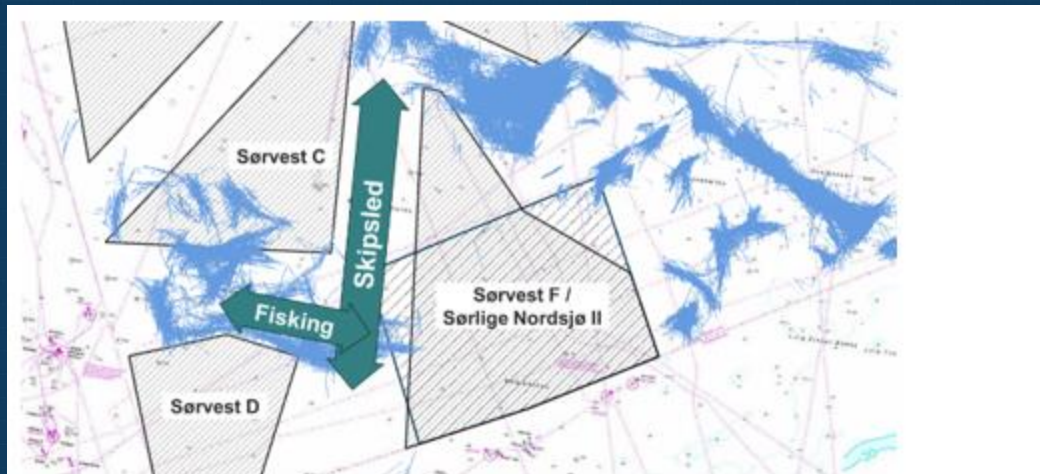 Sørvest C
Skipsled
Fisking
Sørvest F /
Sørlige Nordsjø II
Sørvest D